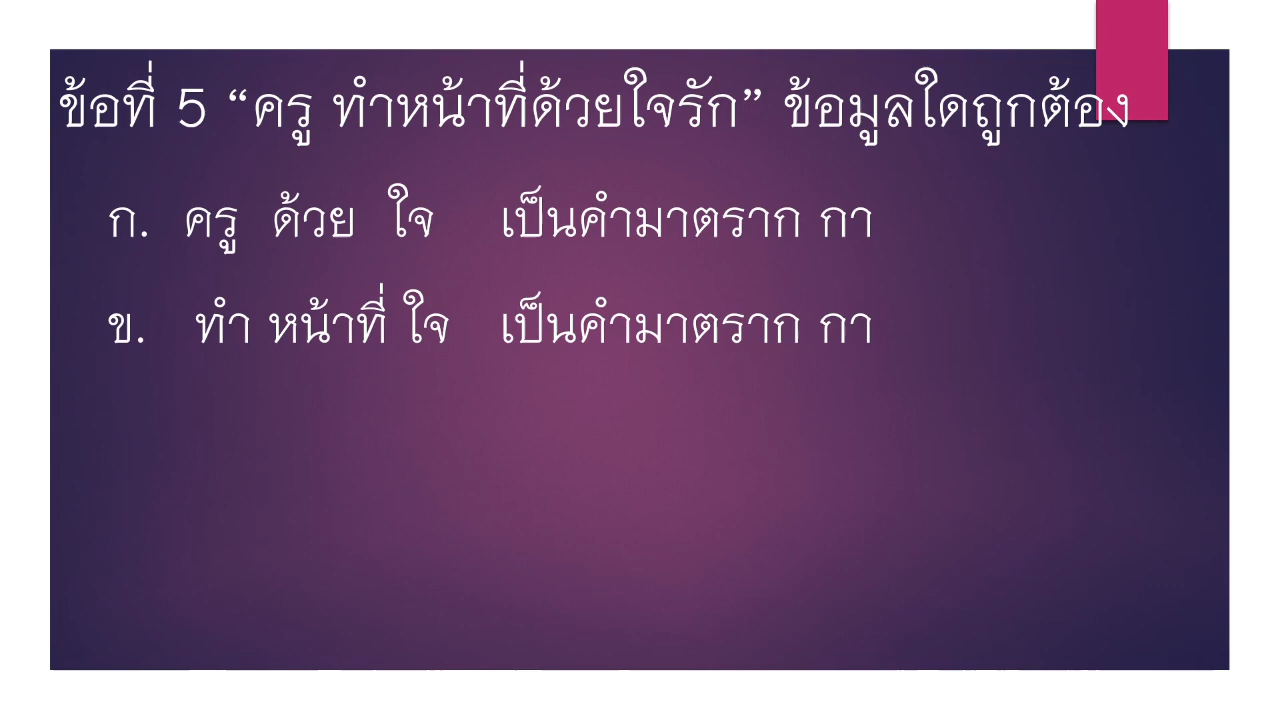 ข้อที่ 5 “ครู ทำหน้าที่ด้วยใจรัก” ข้อมูลใดถูกต้อง
ก. ครู ด้วย ใจ เป็นคำมาตราก กา
ข. ทำ หน้าที่ ใจ เป็นคำมาตราก กา